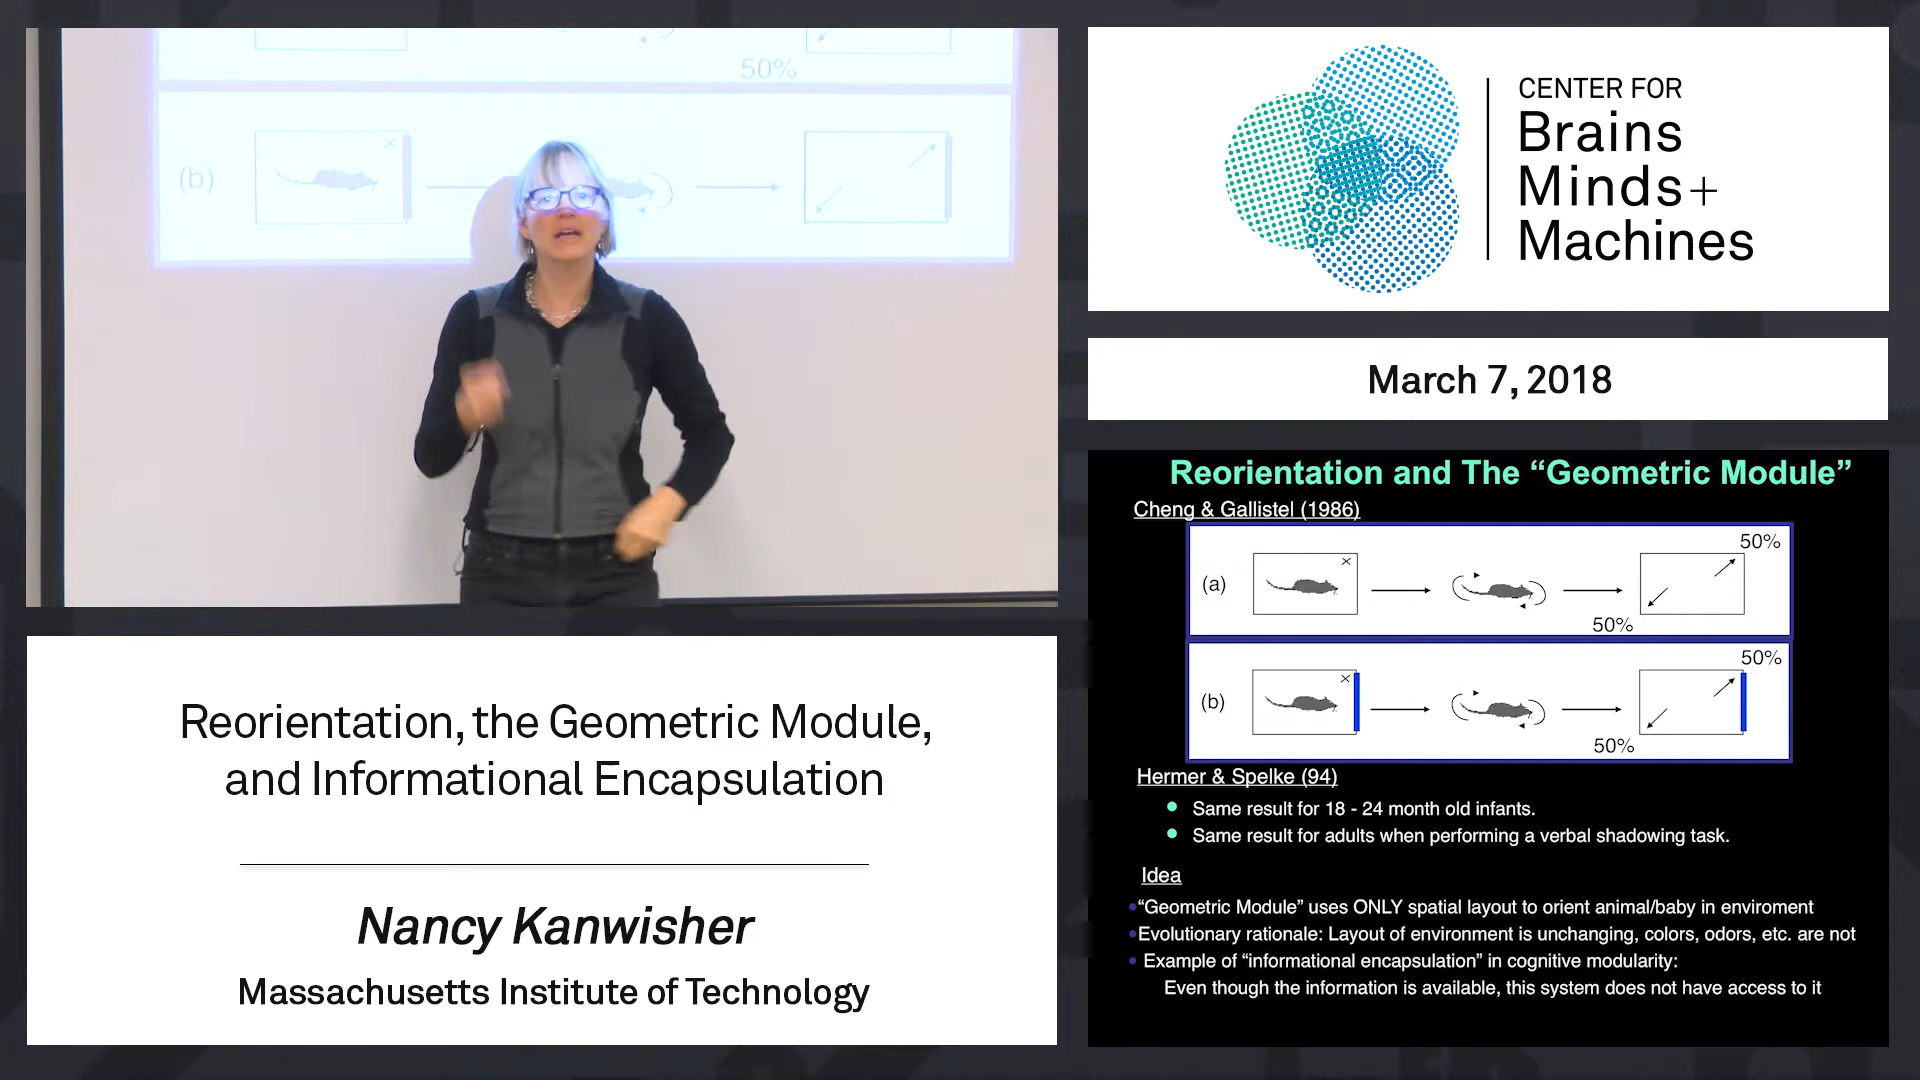 50%
(b)
×
CENTER FOR
Brains
Minds+
Machines
March 7, 2018
Reorientation, the Geometric Module,
and Informational Encapsulation
Nancy Kanwisher
Massachusetts Institute of Technology
Reorientation and The “Geometric Module”
Cheng & Gallistel (1986)
50%
(a)
×
50%
50%
(b)
×
50%
Hermer & Spelke (94)
• Same result for 18 - 24 month old infants.
• Same result for adults when performing a verbal shadowing task.
Idea
•“Geometric Module” uses ONLY spatial layout to orient animal/baby in enviroment
•Evolutionary rationale: Layout of environment is unchanging, colors, odors, etc. are not
• Example of “informational encapsulation” in cognitive modularity:
Even though the information is available, this system does not have access to it